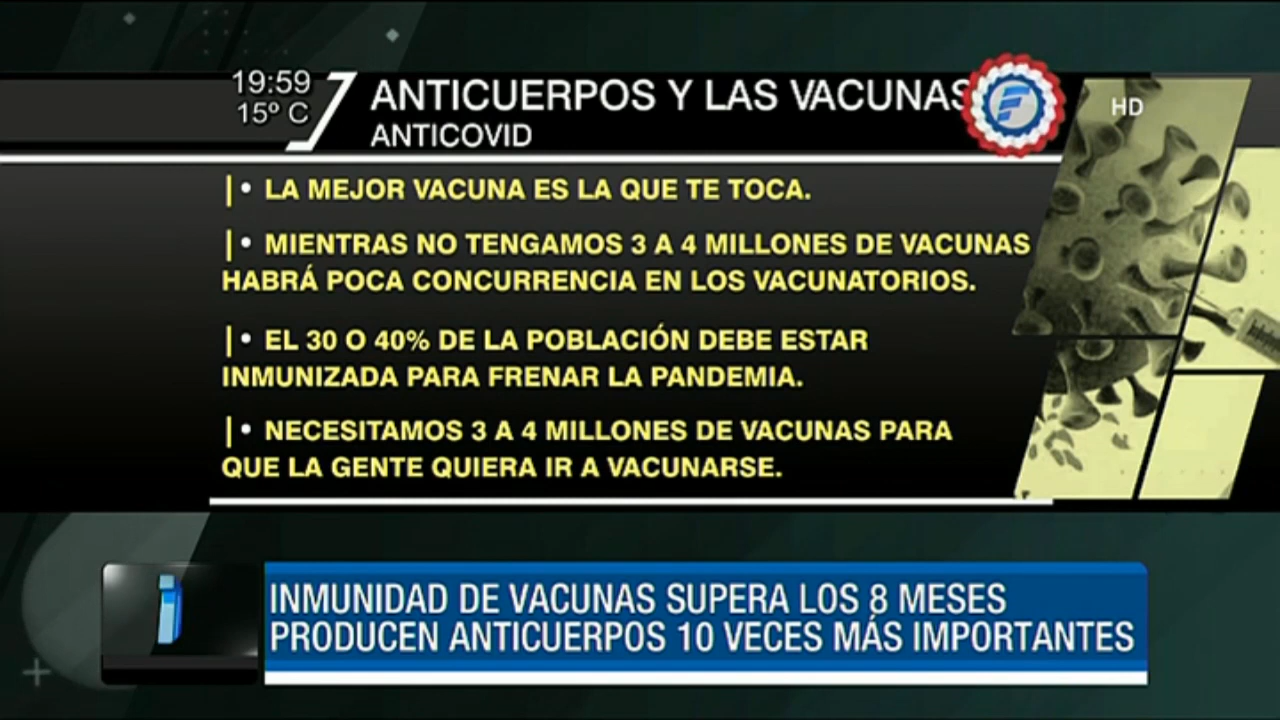 19:59
15º C
ANTICUERPOS Y LAS VACUNAS
ANTICOVID
HD
|• LA MEJOR VACUNA ES LA QUE TE TOCA.
|• MIENTRAS NO TENGAMOS 3 A 4 MILLONES DE VACUNAS
HABRÁ POCA CONCURRENCIA EN LOS VACUNATORIOS.
|• EL 30 O 40% DE LA POBLACIÓN DEBE ESTAR
INMUNIZADA PARA FRENAR LA PANDEMIA.
|• NECESITAMOS 3 A 4 MILLONES DE VACUNAS PARA
QUE LA GENTE QUIERA IR A VACUNARSE.
i
INMUNIDAD DE VACUNAS SUPERA LOS 8 MESES
PRODUCEN ANTICUERPOS 10 VECES MÁS IMPORTANTES